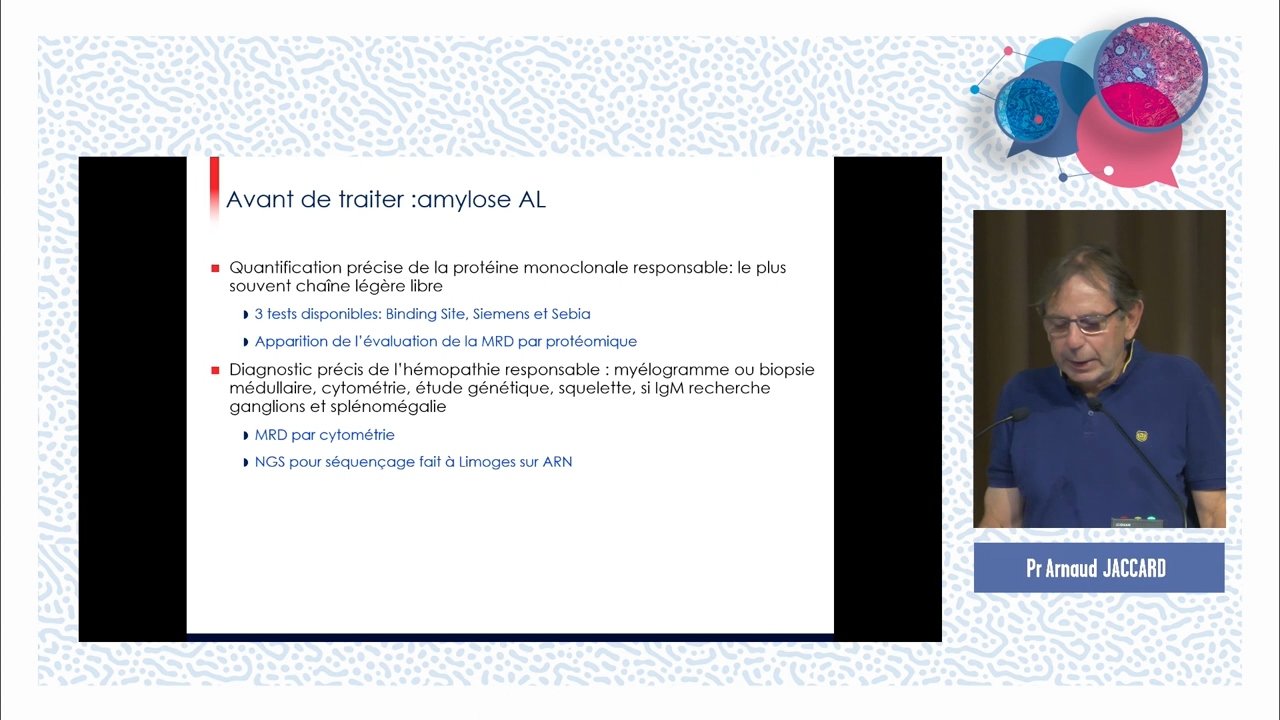 Avant de traiter :amylose AL
Quantification précise de la protéine monoclonale responsable: le plus
souvent chaîne légère libre
3 tests disponibles: Binding Site, Siemens et Sebia
Apparition de l'évaluation de la MRD par protéomique
Diagnostic précis de l'hémopathie responsable : myélogramme ou biopsie
médullaire, cytométrie, étude génétique, squelette, si IgM recherche
ganglions et splénomégalie
MRD par cytométrie
NGS pour séquençage fait à Limoges sur ARN
Pr Arnaud JACCARD